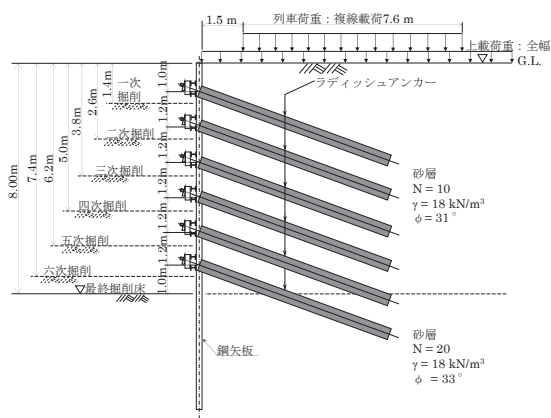 1.5 m
列車荷重：複線載荷7.6 m
上載荷重：全幅
G.L.
ラディッシュアンカー
一次
掘削
二次掘削
三次掘削
四次掘削
五次掘削
六次掘削
最終掘削床
1.4m
2.6m
3.8m
5.0m
6.2m
7.4m
8.00m
1.0m
1.2m
1.2m
1.2m
1.2m
1.2m
1.0m
砂層
N = 10
γ = 18 kN/m³
φ = 31°
鋼矢板
砂層
N = 20
γ = 18 kN/m³
φ = 33°